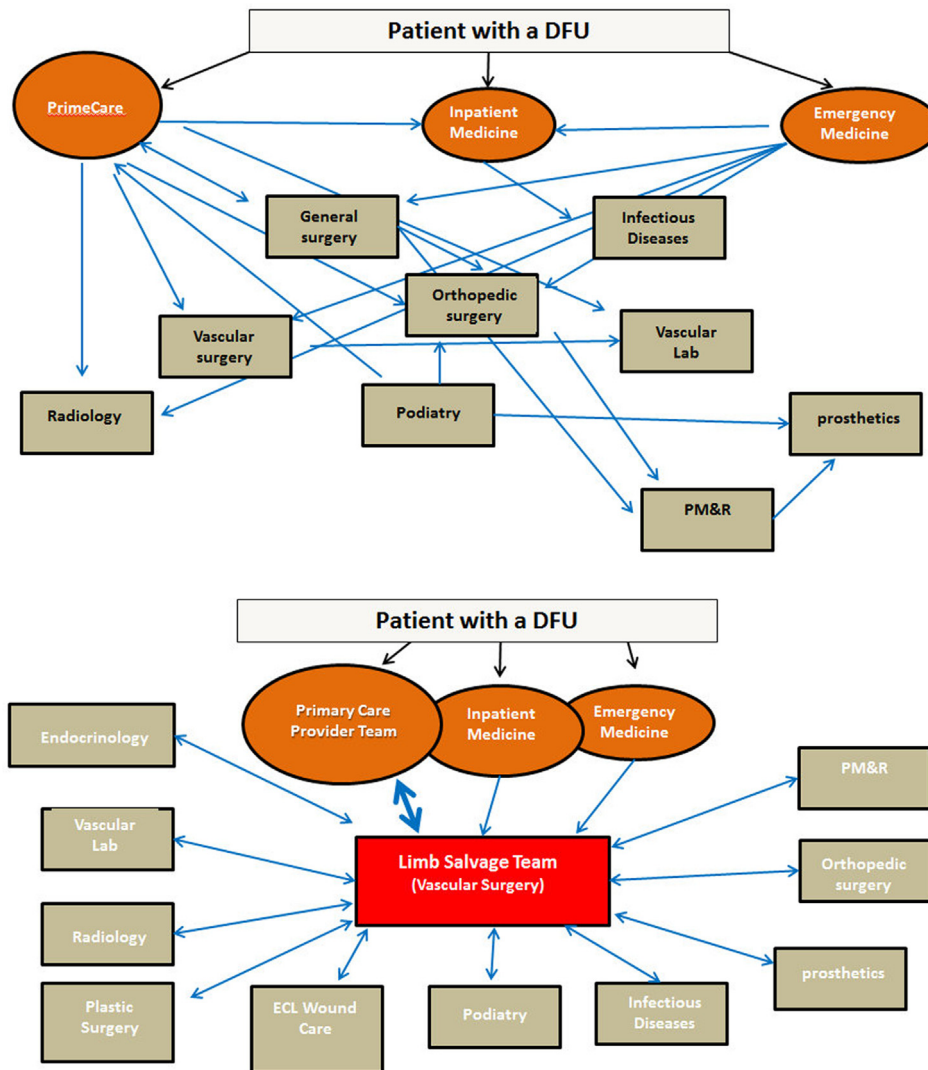 Patient with a DFU
PrimeCare
Inpatient
Medicine
Emergency
Medicine
General
surgery
Infectious
Diseases
Orthopedic
surgery
Vascular
surgery
Vascular
Lab
Radiology
Podiatry
prosthetics
PM&R
Patient with a DFU
Primary Care
Provider Team
Inpatient
Medicine
Emergency
Medicine
Endocrinology
PM&R
Vascular
Lab
Limb Salvage Team
(Vascular Surgery)
Orthopedic
surgery
Radiology
prosthetics
Plastic
Surgery
ECL Wound
Care
Podiatry
Infectious
Diseases